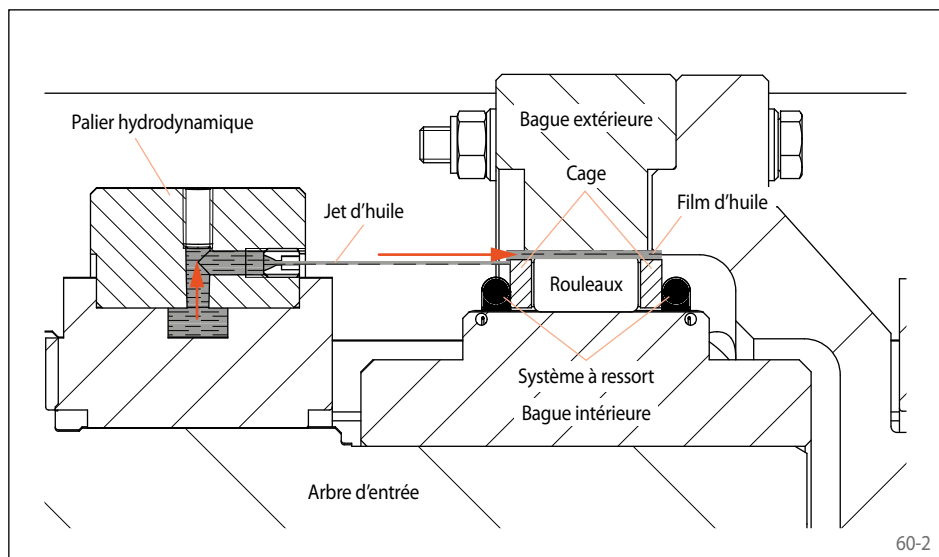 Palier hydrodynamique
Bague extérieure
Cage
Jet d'huile
Film d'huile
Rouleaux
Système à ressort
Bague intérieure
Arbre d'entrée
60-2